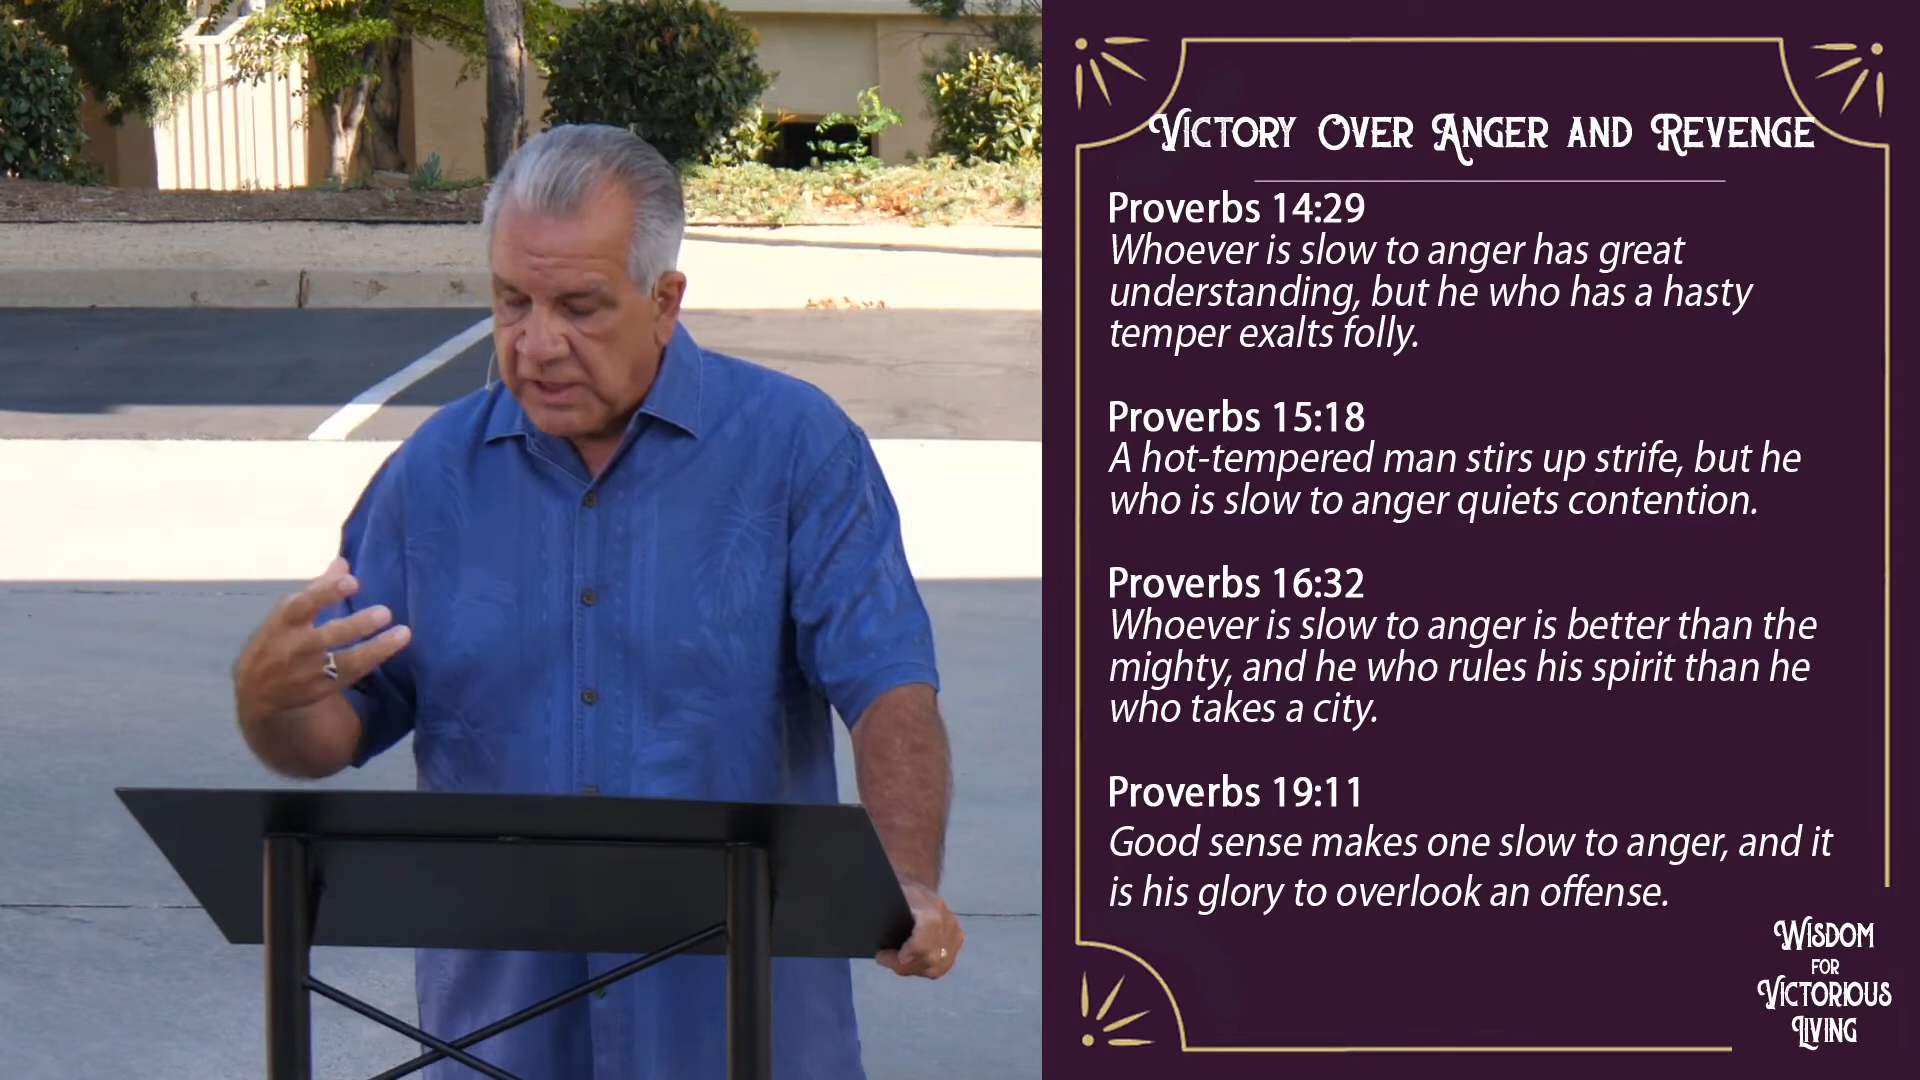 Victory Over Anger and Revenge
Proverbs 14:29
Whoever is slow to anger has great
understanding, but he who has a hasty
temper exalts folly.
Proverbs 15:18
A hot-tempered man stirs up strife, but he
who is slow to anger quiets contention.
Proverbs 16:32
Whoever is slow to anger is better than the
mighty, and he who rules his spirit than he
who takes a city.
Proverbs 19:11
Good sense makes one slow to anger, and it
is his glory to overlook an offense.
Wisdom
for
Victorious
Living